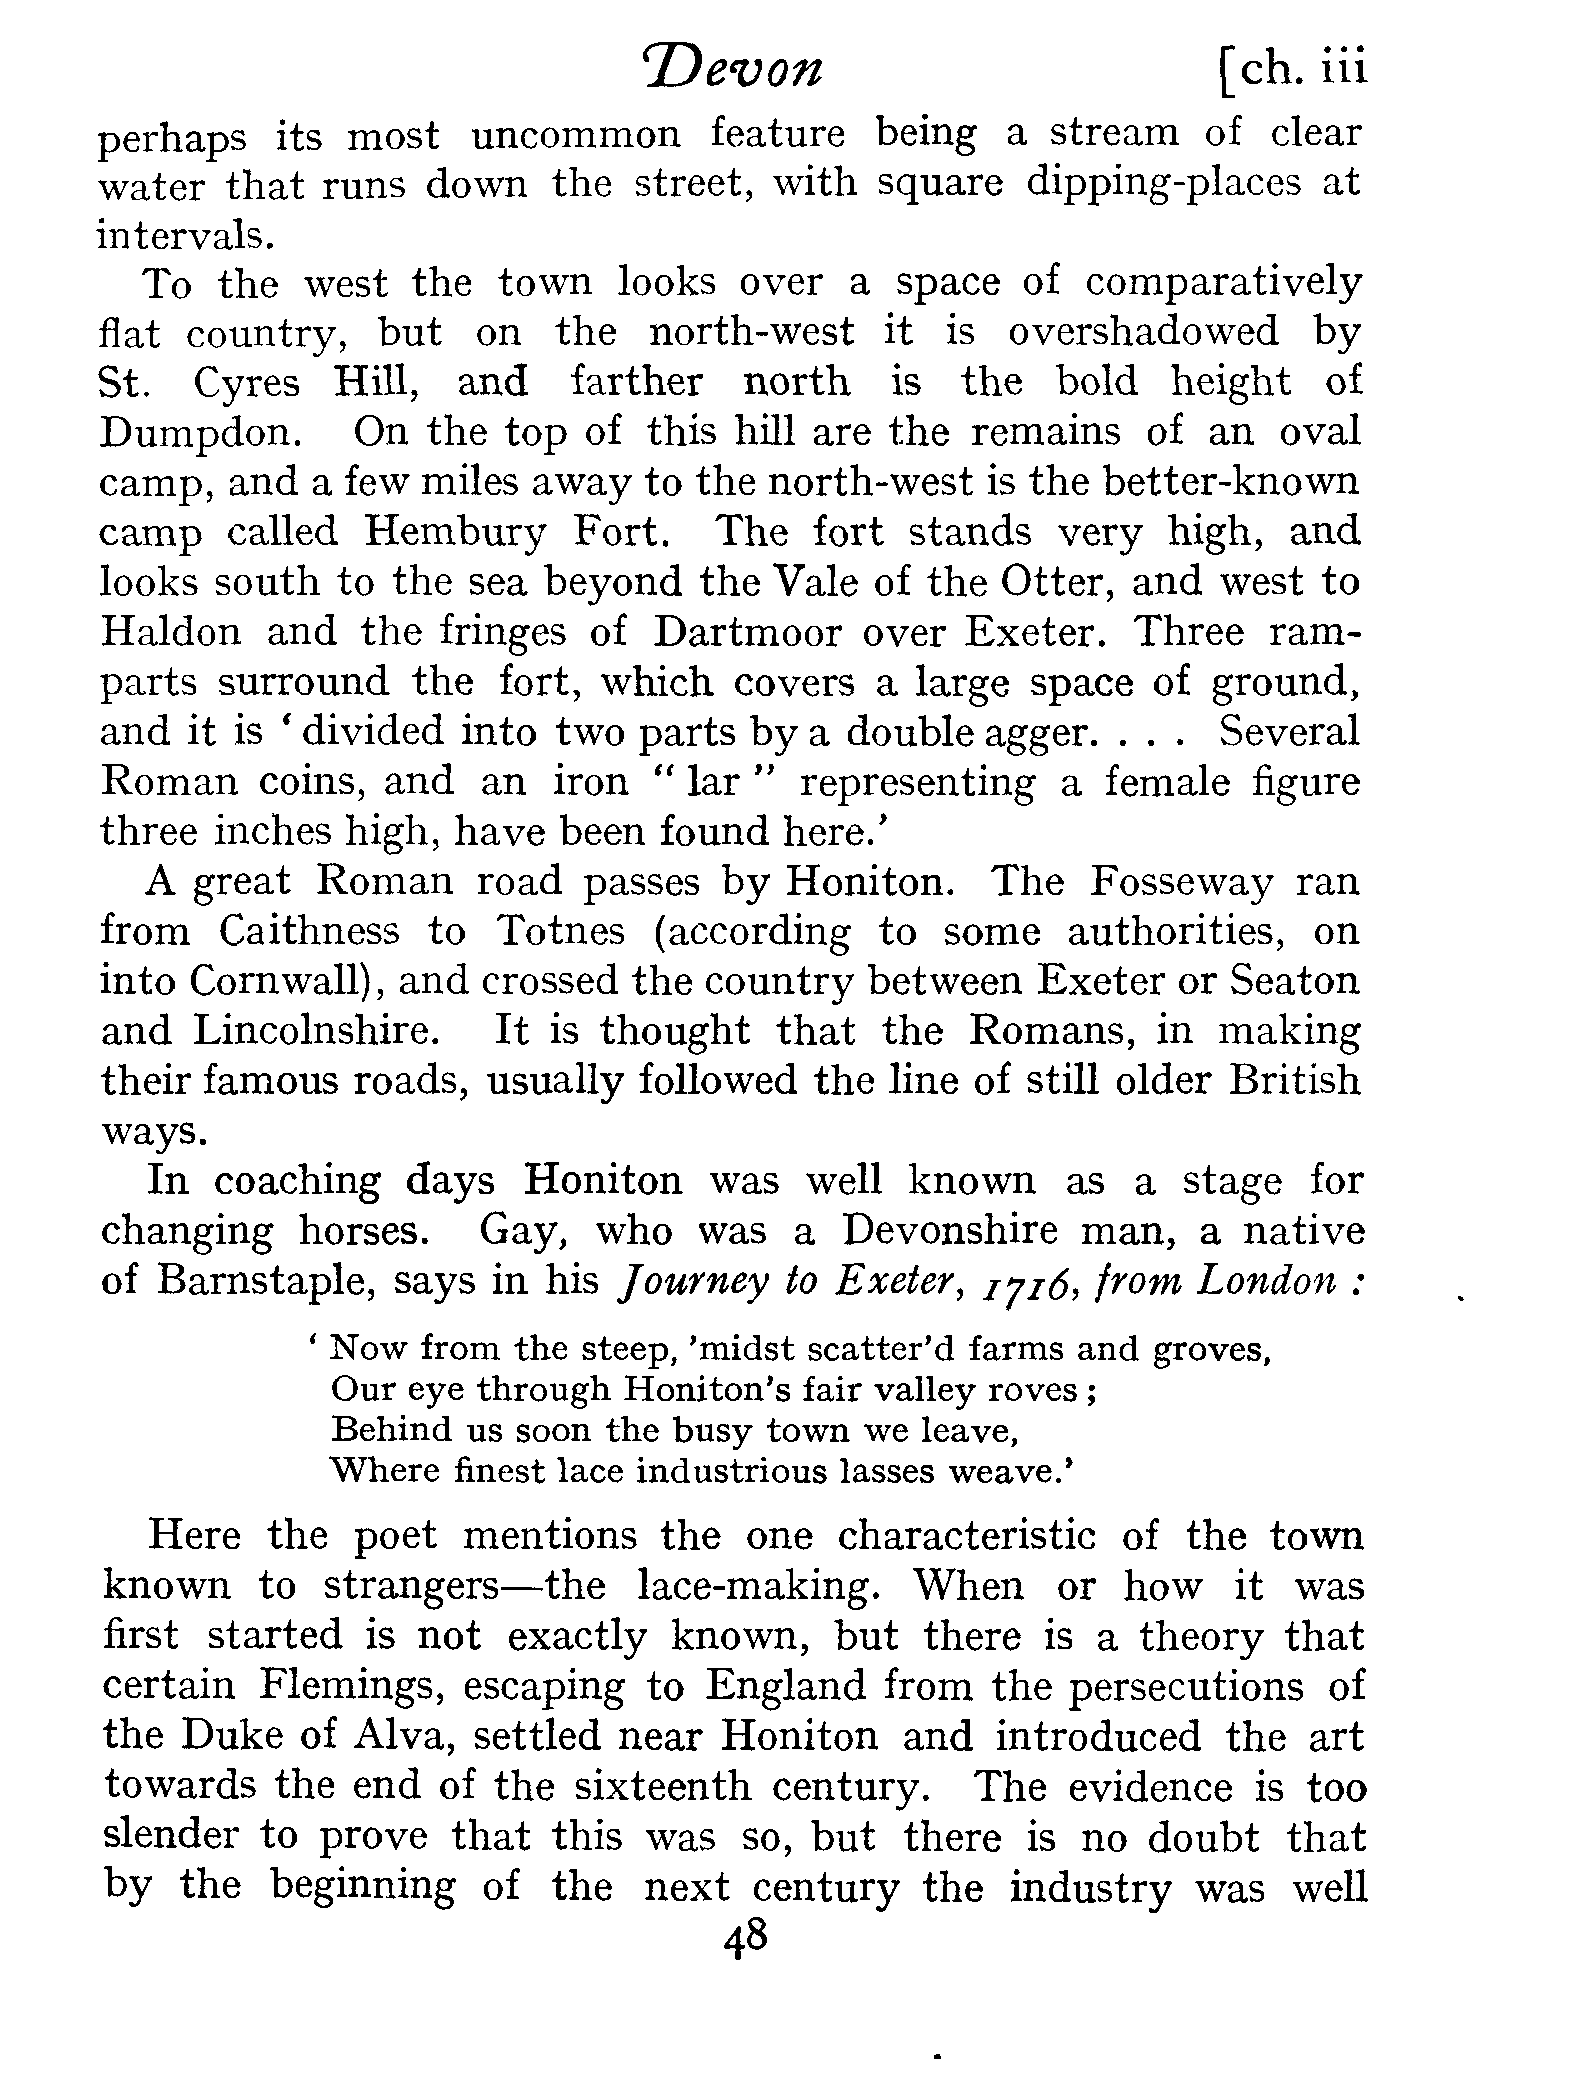 Devon [ch. iii
perhaps its most uncommon feature being a stream of clear
water that runs down the street, with square dipping-places at
intervals.
To the west the town looks over a space of comparatively
flat country, but on the north-west it is overshadowed by
St. Cyres Hill, and farther north is the bold height of
Dumpdon. On the top of this hill are the remains of an oval
camp, and a few miles away to the north-west is the better-known
camp called Hembury Fort. The fort stands very high, and
looks south to the sea beyond the Vale of the Otter, and west to
Haldon and the fringes of Dartmoor over Exeter. Three ram-
parts surround the fort, which covers a large space of ground,
and it is ‘divided into two parts by a double agger. . . . Several
Roman coins, and an iron “lar” representing a female figure
three inches high, have been found here.’
A great Roman road passes by Honiton. The Fosseway ran
from Caithness to Totnes (according to some authorities, on
into Cornwall), and crossed the country between Exeter or Seaton
and Lincolnshire. It is thought that the Romans, in making
their famous roads, usually followed the line of still older British
ways.
In coaching days Honiton was well known as a stage for
changing horses. Gay, who was a Devonshire man, a native
of Barnstaple, says in his Journey to Exeter, 1716, from London :
‘Now from the steep, ’midst scatter’d farms and groves,
Our eye through Honiton’s fair valley roves ;
Behind us soon the busy town we leave,
Where finest lace industrious lasses weave.’
Here the poet mentions the one characteristic of the town
known to strangers—the lace-making. When or how it was
first started is not exactly known, but there is a theory that
certain Flemings, escaping to England from the persecutions of
the Duke of Alva, settled near Honiton and introduced the art
towards the end of the sixteenth century. The evidence is too
slender to prove that this was so, but there is no doubt that
by the beginning of the next century the industry was well
48